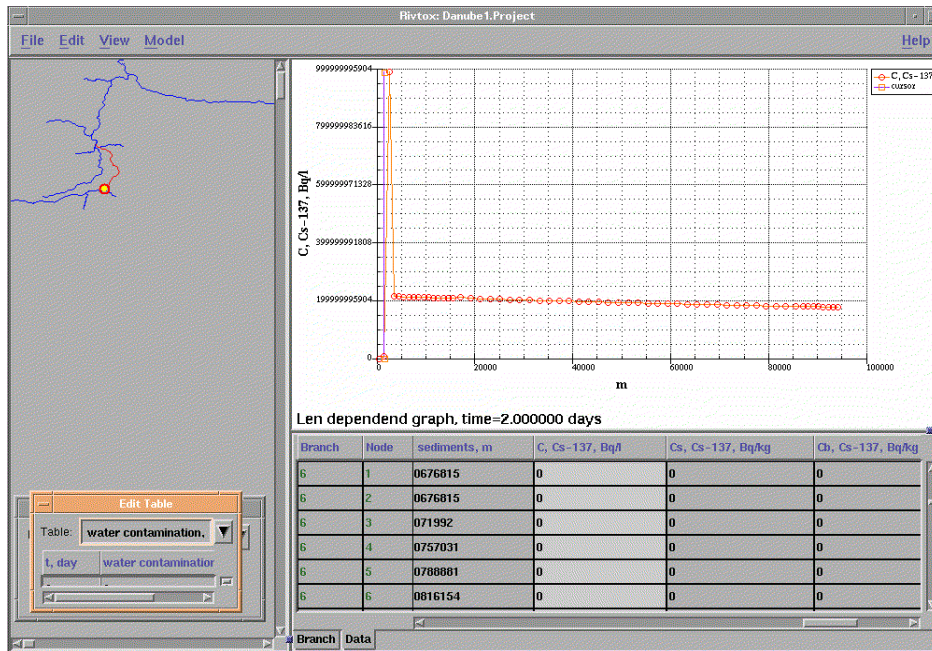 Rivtox: Danube1.Project
File Edit View Model Help
999999995904
799999983616
599999971328
399999991808
199999995904
0
C, Cs-137, Bq/l
0 20000 40000 60000 80000 100000
m
C, Cs-137
cursor
Len dependend graph, time=2.000000 days
Branch Node sediments, m C, Cs-137, Bq/l Cs, Cs-137, Bq/kg Cb, Cs-137, Bq/kg
6 1 0676815 0 0 0
6 2 0676815 0 0 0
6 3 071992 0 0 0
6 4 0757031 0 0 0
6 5 0788881 0 0 0
6 6 0816154 0 0 0
Branch Data
Edit Table
Table: water contamination,
t, day water contamination